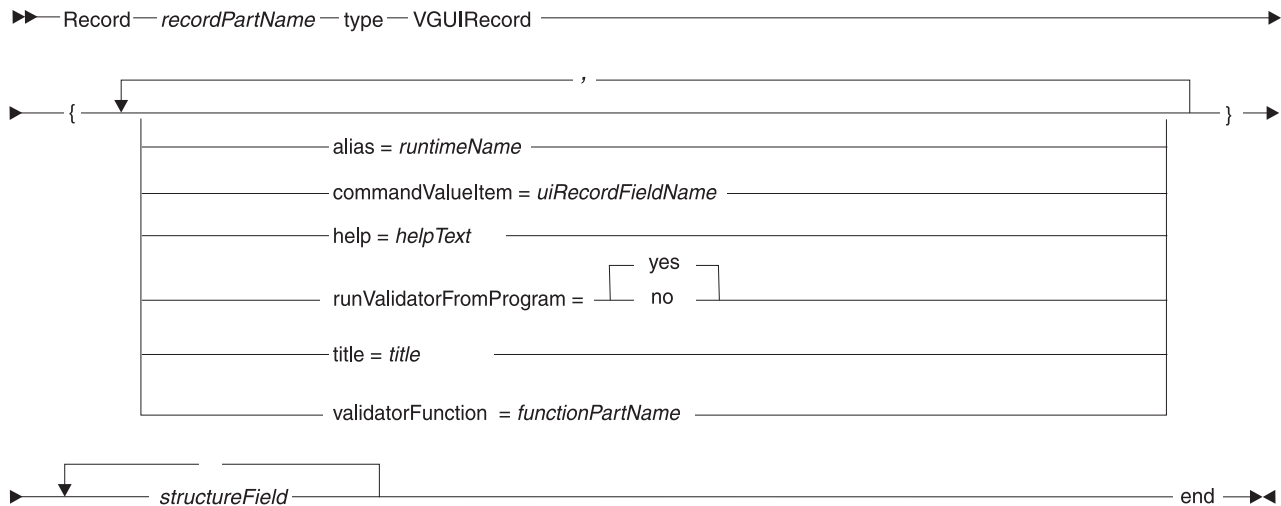 Record recordPartName type VGUIRecord
,
{ }
alias = runtimeName
commandValueItem = uiRecordFieldName
help = helpText
yes
runValidatorFromProgram = no
title = title
validatorFunction = functionPartName
structureField end